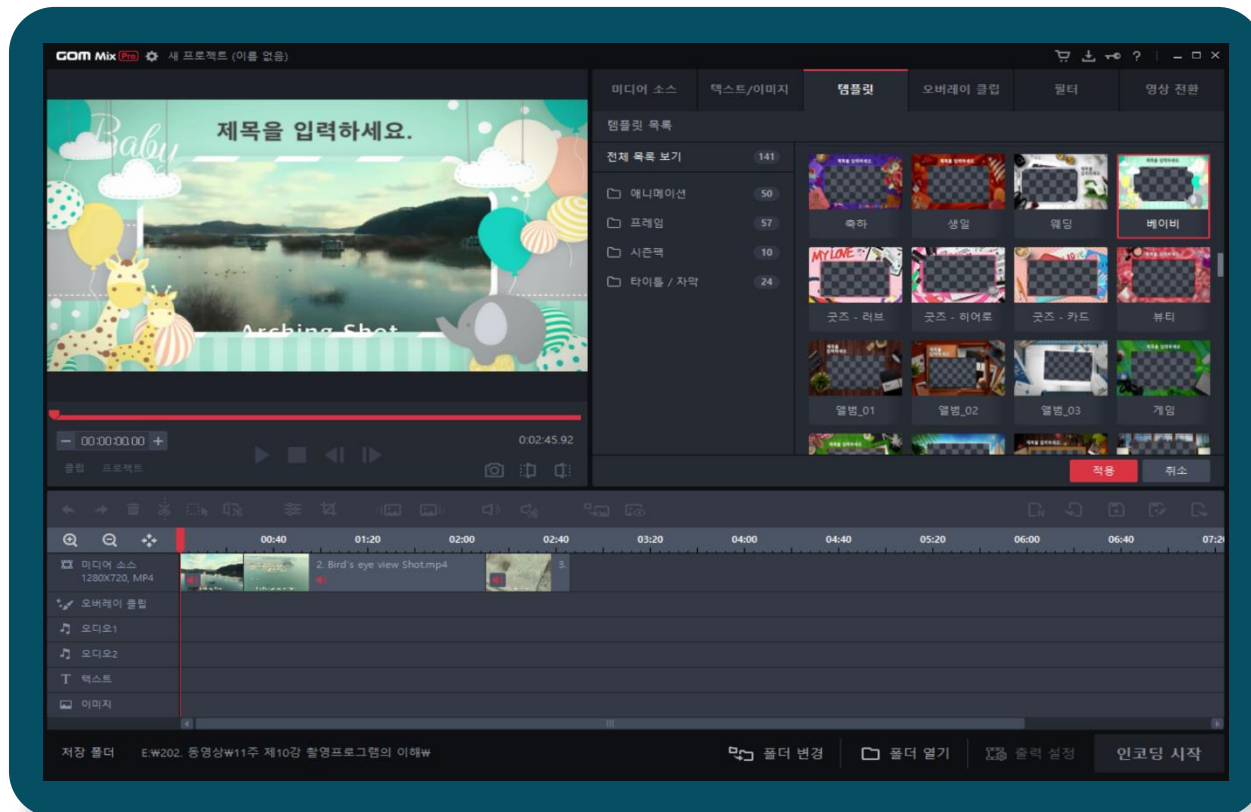 GOM Mix Pro 새 프로젝트 (이름 없음)
?
미디어 소스 텍스트/이미지 템플릿 오버레이 클립 필터 영상 전환
템플릿 목록
Baby
제목을 입력하세요.
Arching Shot
전체 목록 보기 141
애니메이션 50
프레임 57
시즌팩 10
타이틀 / 자막 24
축하 생일 웨딩 베이비
MY LOVE
굿즈 - 러브 굿즈 - 히어로 굿즈 - 카드 뷰티
앨범_01 앨범_02 앨범_03 게임
적용 취소
00:00:00.00
0:02:45.92
클립 프로젝트
00:40 01:20 02:00 02:40 03:20 04:00 04:40 05:20 06:00 06:40 07:2
미디어 소스
1280X720, MP4
2. Bird's eye view Shot.mp4
3.
오버레이 클립
오디오1
오디오2
T 텍스트
이미지
저장 폴더 E:₩202. 동영상₩11주 제10강 촬영프로그램의 이해₩
폴더 변경 폴더 열기 출력 설정 인코딩 시작